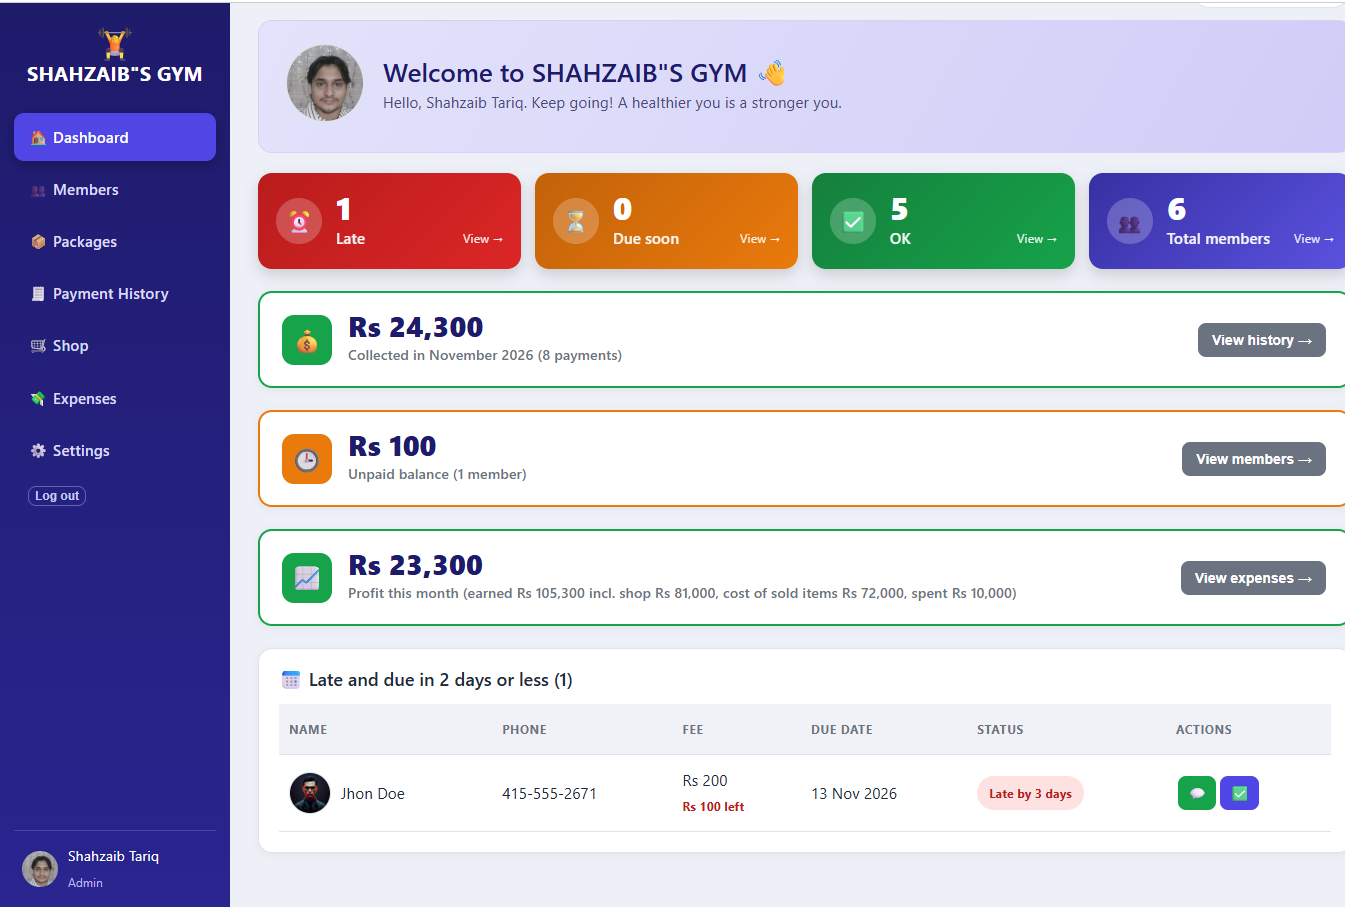 SHAHZAIB"S GYM
Dashboard
Members
Packages
Payment History
Shop
Expenses
Settings
Log out
Shahzaib Tariq
Admin
Welcome to SHAHZAIB"S GYM 👋
Hello, Shahzaib Tariq. Keep going! A healthier you is a stronger you.
1
Late
View →
0
Due soon
View →
5
OK
View →
6
Total members
View →
Rs 24,300
Collected in November 2026 (8 payments)
View history →
Rs 100
Unpaid balance (1 member)
View members →
Rs 23,300
Profit this month (earned Rs 105,300 incl. shop Rs 81,000, cost of sold items Rs 72,000, spent Rs 10,000)
View expenses →
Late and due in 2 days or less (1)
NAME PHONE FEE DUE DATE STATUS ACTIONS
Jhon Doe 415-555-2671 Rs 200 13 Nov 2026 Late by 3 days
Rs 100 left